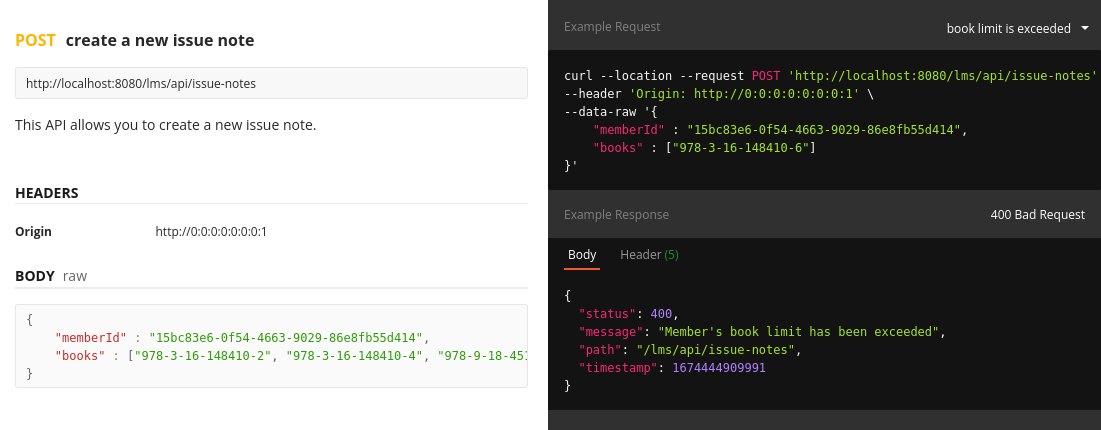 POST create a new issue note
http://localhost:8080/lms/api/issue-notes
This API allows you to create a new issue note.
HEADERS
Origin http://0:0:0:0:0:0:0:1
BODY raw
{
"memberId" : "15bc83e6-0f54-4663-9029-86e8fb55d414",
"books" : ["978-3-16-148410-2", "978-3-16-148410-4", "978-9-18-451
}
Example Request book limit is exceeded
curl --location --request POST 'http://localhost:8080/lms/api/issue-notes'
--header 'Origin: http://0:0:0:0:0:0:0:1' \
--data-raw '{
"memberId" : "15bc83e6-0f54-4663-9029-86e8fb55d414",
"books" : ["978-3-16-148410-6"]
}'
Example Response 400 Bad Request
Body Header (5)
{
"status": 400,
"message": "Member's book limit has been exceeded",
"path": "/lms/api/issue-notes",
"timestamp": 1674444909991
}